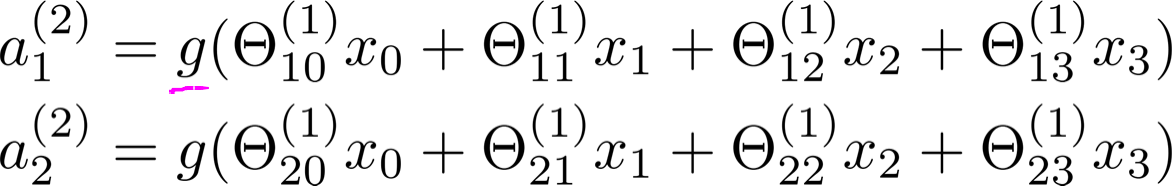 a_1^{(2)} = g(Θ_{10}^{(1)}x_0 + Θ_{11}^{(1)}x_1 + Θ_{12}^{(1)}x_2 + Θ_{13}^{(1)}x_3)
a_2^{(2)} = g(Θ_{20}^{(1)}x_0 + Θ_{21}^{(1)}x_1 + Θ_{22}^{(1)}x_2 + Θ_{23}^{(1)}x_3)